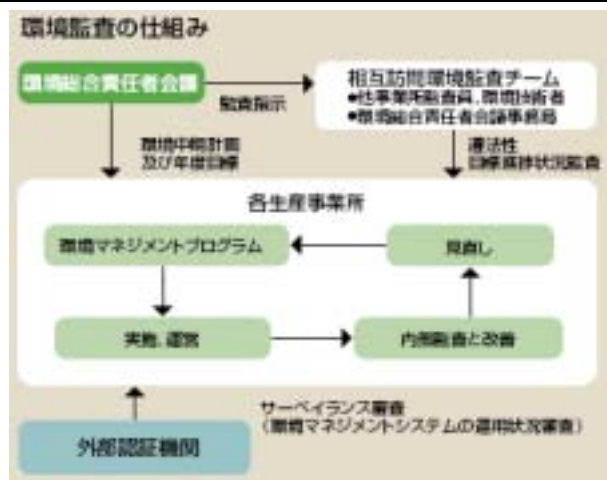 環境監査の仕組み
環境総合責任者会議
監査指示
相互訪問環境監査チーム
●他事業所監査員、環境技術者
●環境総合責任者会議事務局
環境中期計画
及び年度目標
遵法性
目標進捗状況監査
各生産事業所
環境マネジメントプログラム
見直し
実施、運営
内部監査と改善
サーベイランス審査
（環境マネジメントシステムの運用状況審査）
外部認証機関